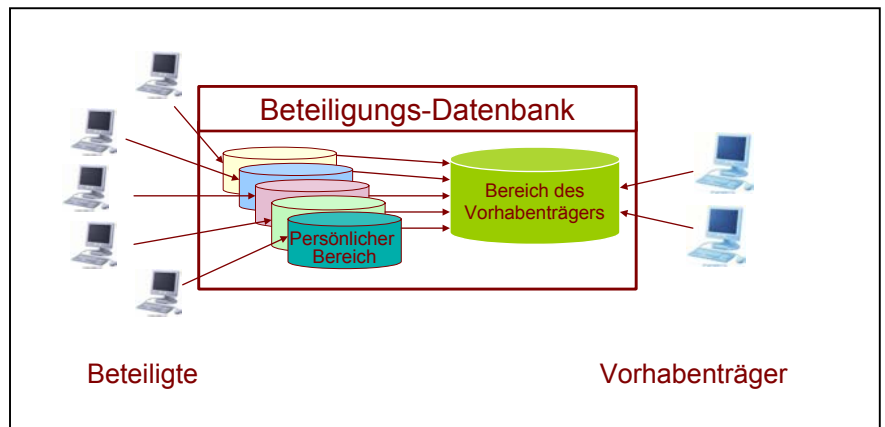 Beteiligungs-Datenbank
Bereich des
Vorhabenträgers
Persönlicher
Bereich
Beteiligte
Vorhabenträger